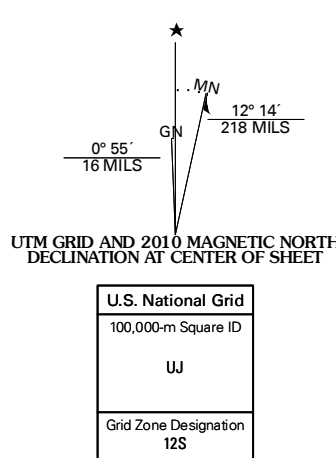 MN
12° 14´
218 MILS
GN
0° 55´
16 MILS
UTM GRID AND 2010 MAGNETIC NORTH
DECLINATION AT CENTER OF SHEET
U.S. National Grid
100,000-m Square ID
UJ
Grid Zone Designation
12S